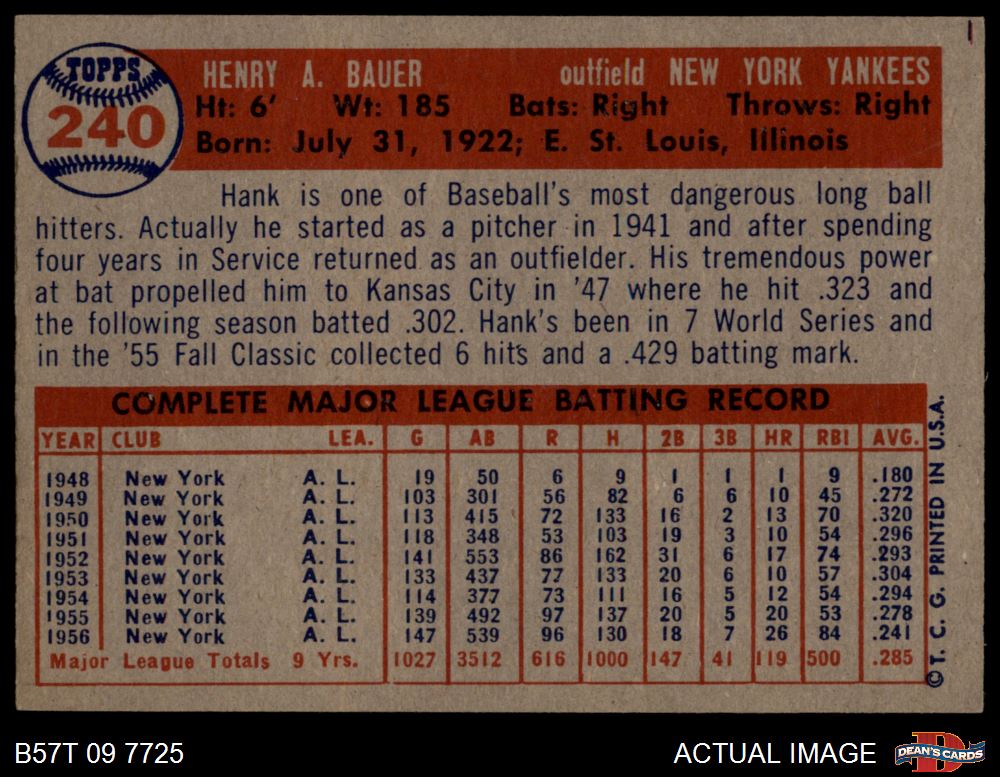 TOPPS
240
HENRY A. BAUER outfield NEW YORK YANKEES
Ht: 6' Wt: 185 Bats: Right Throws: Right
Born: July 31, 1922; E. St. Louis, Illinois
Hank is one of Baseball's most dangerous long ball
hitters. Actually he started as a pitcher in 1941 and after spending
four years in Service returned as an outfielder. His tremendous power
at bat propelled him to Kansas City in '47 where he hit .323 and
the following season batted .302. Hank's been in 7 World Series and
in the '55 Fall Classic collected 6 hits and a .429 batting mark.
COMPLETE MAJOR LEAGUE BATTING RECORD
YEAR CLUB LEA. G AB R H 2B 3B HR RBI AVG.
1948 New York A. L. 19 50 6 9 1 1 1 9 .180
1949 New York A. L. 103 301 56 82 6 6 10 45 .272
1950 New York A. L. 113 415 72 133 16 2 13 70 .320
1951 New York A. L. 118 348 53 103 19 3 10 54 .296
1952 New York A. L. 141 553 86 162 31 6 17 74 .293
1953 New York A. L. 133 437 77 133 20 6 10 57 .304
1954 New York A. L. 114 377 73 111 16 5 12 54 .294
1955 New York A. L. 139 492 97 137 20 5 20 53 .278
1956 New York A. L. 147 539 96 130 18 7 26 84 .241
Major League Totals 9 Yrs. 1027 3512 616 1000 147 41 119 500 .285
©T. C. G. PRINTED IN U.S.A.
B57T 09 7725 ACTUAL IMAGE
DEAN'S CARDS